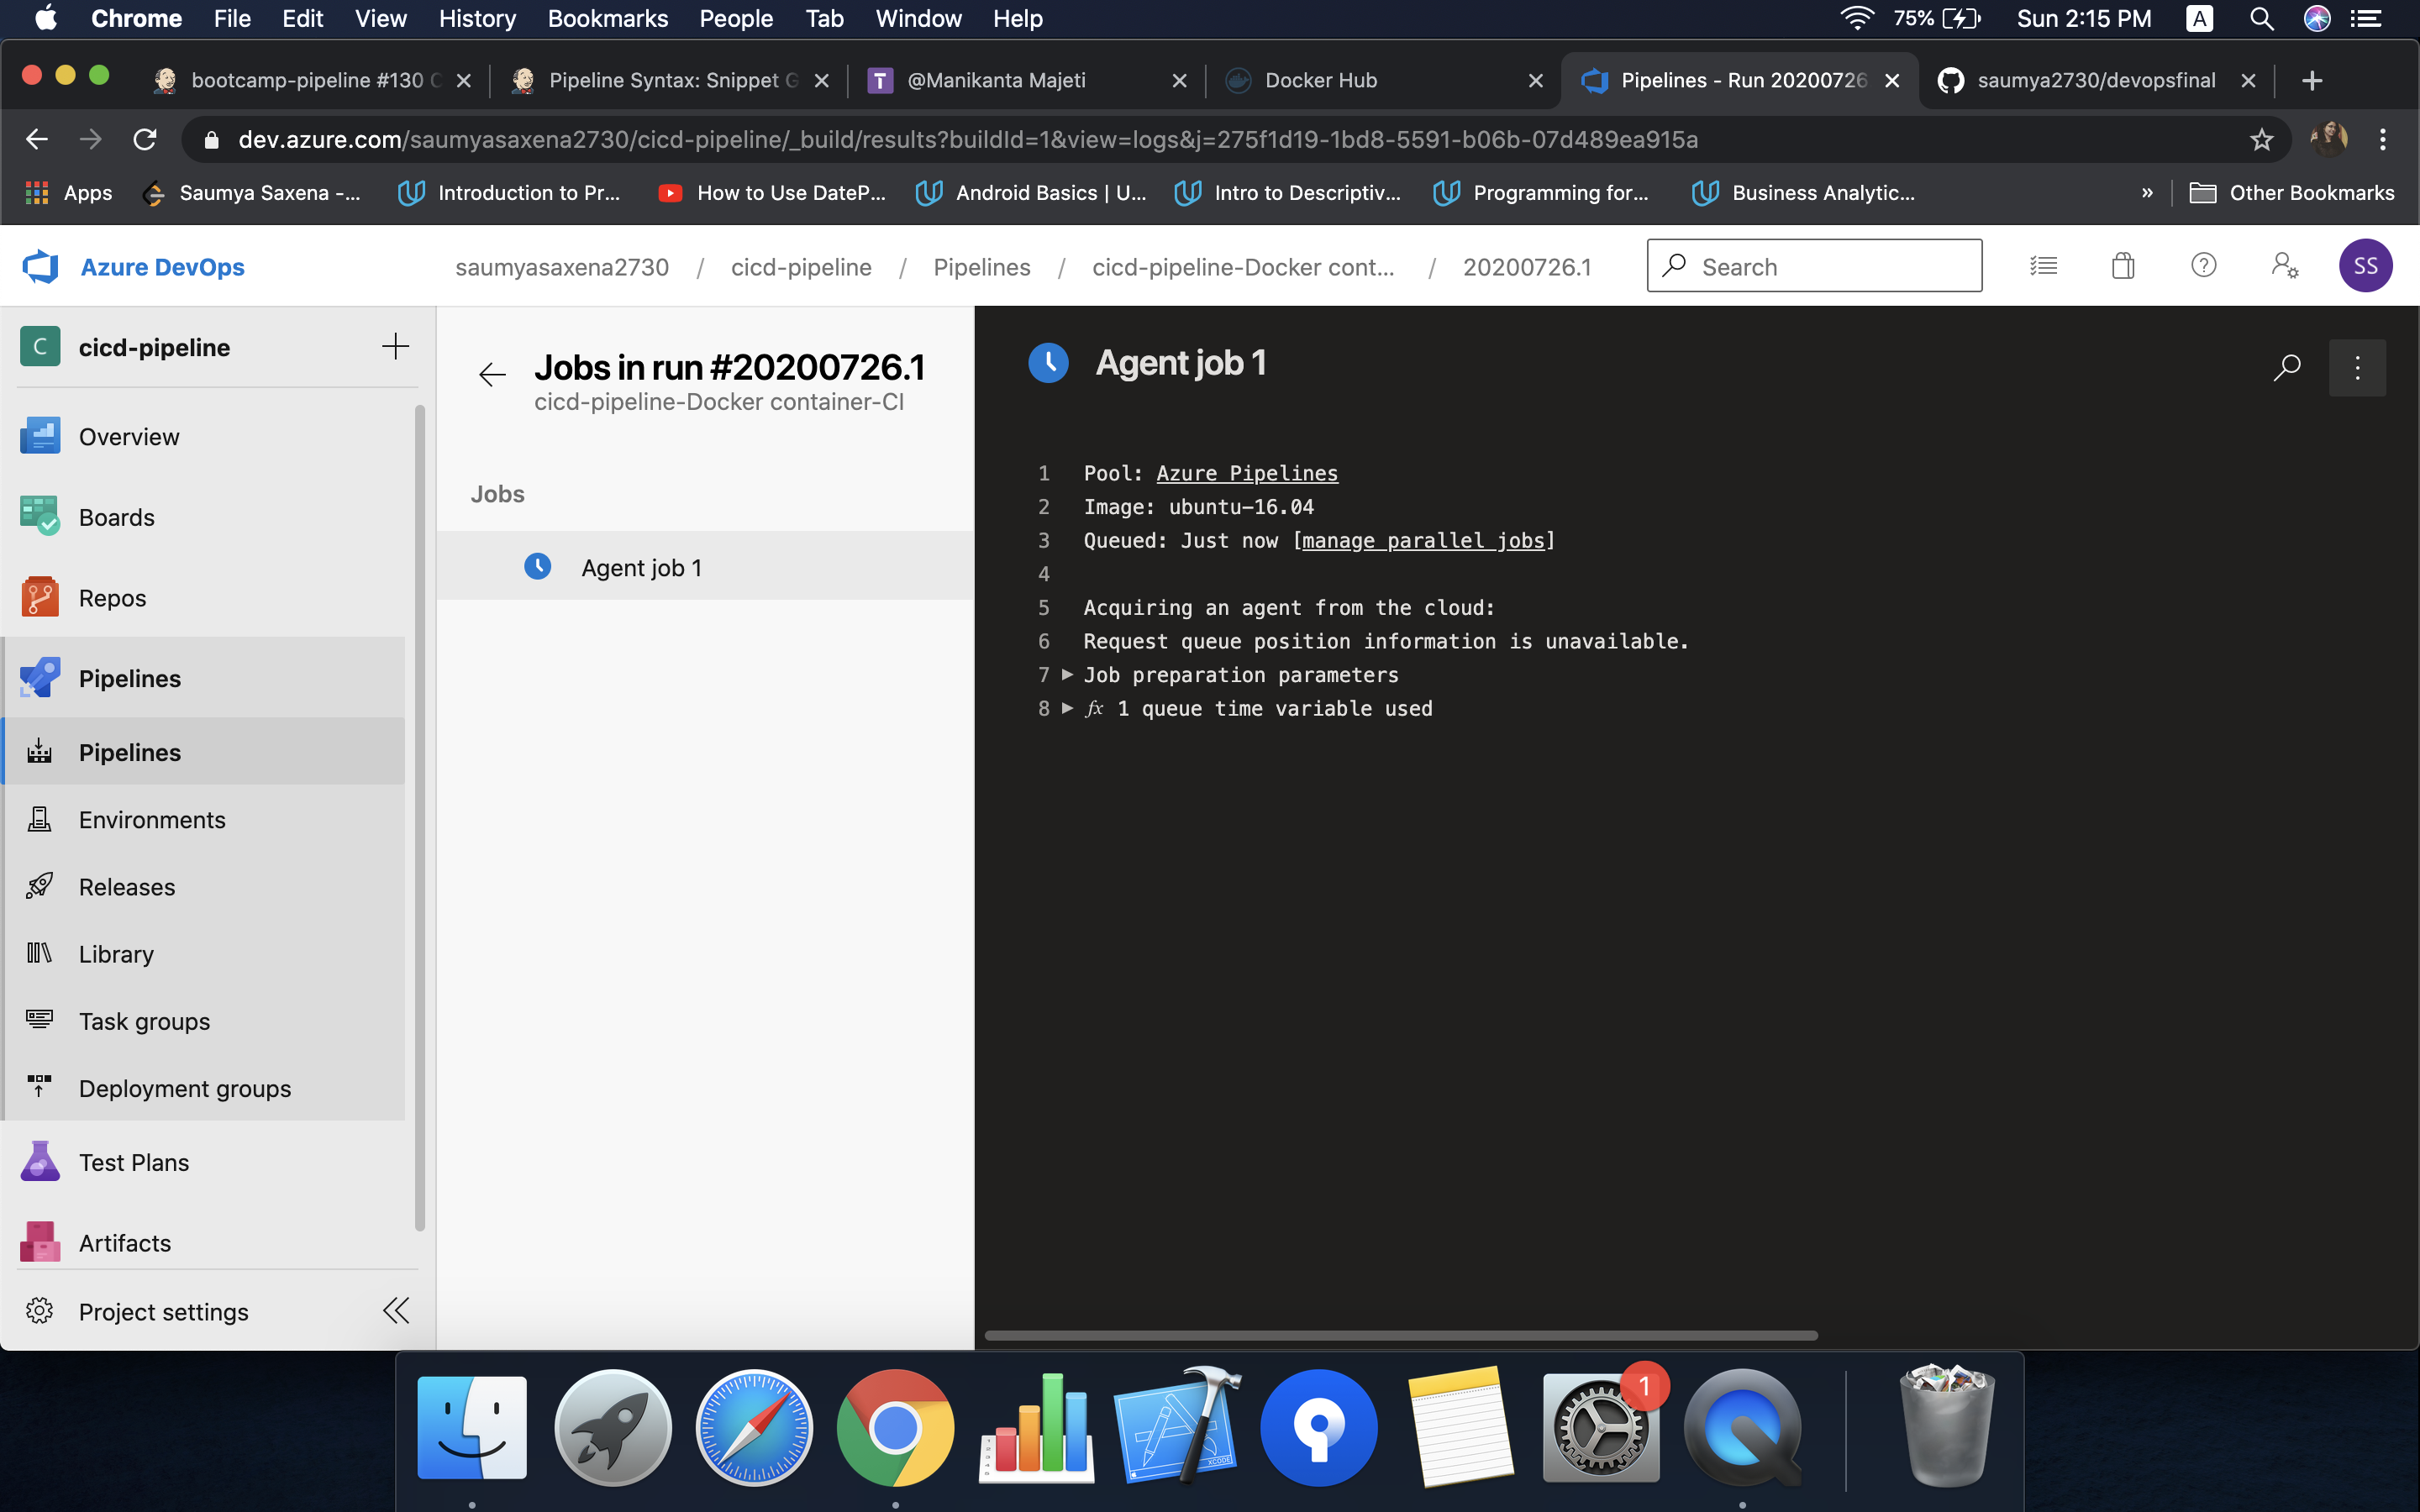 Chrome File Edit View History Bookmarks People Tab Window Help 75% Sun 2:15 PM A
bootcamp-pipeline #130 Pipeline Syntax: Snippet T @Manikanta Majeti Docker Hub Pipelines - Run 20200726 saumya2730/devopsfinal
dev.azure.com/saumyasaxena2730/cicd-pipeline/_build/results?buildId=1&view=logs&j=275f1d19-1bd8-5591-b06b-07d489ea915a
Apps Saumya Saxena -... Introduction to Pr... How to Use DateP... Android Basics | U... Intro to Descriptiv... Programming for... Business Analytic... » Other Bookmarks
Azure DevOps saumyasaxena2730 / cicd-pipeline / Pipelines / cicd-pipeline-Docker cont... / 20200726.1 Search SS
C cicd-pipeline
Overview
Boards
Repos
Pipelines
Pipelines
Environments
Releases
Library
Task groups
Deployment groups
Test Plans
Artifacts
Project settings
Jobs in run #20200726.1
cicd-pipeline-Docker container-CI
Jobs
Agent job 1
Agent job 1
1 Pool: Azure Pipelines
2 Image: ubuntu-16.04
3 Queued: Just now [manage parallel jobs]
4
5 Acquiring an agent from the cloud:
6 Request queue position information is unavailable.
7 Job preparation parameters
8 fx 1 queue time variable used
XCODE
1